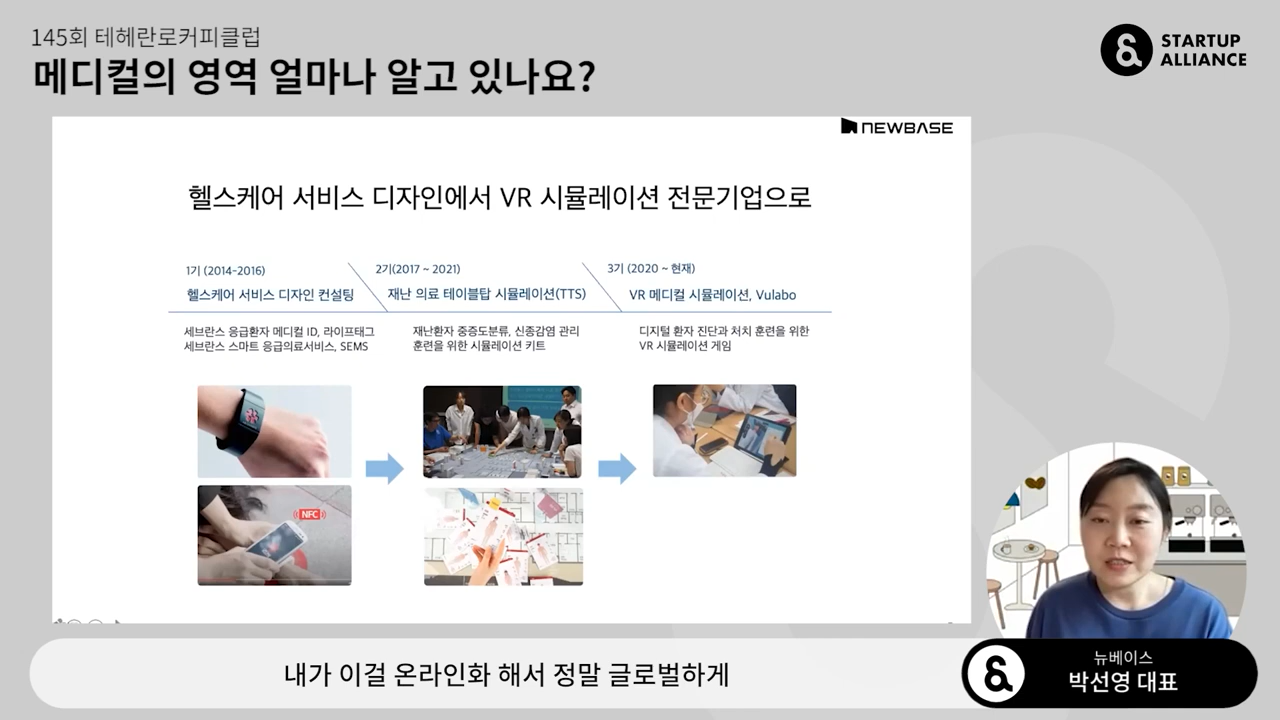 145회 테헤란로커피클럽
메디컬의 영역 얼마나 알고 있나요?
STARTUP
ALLIANCE
NEWBASE
헬스케어 서비스 디자인에서 VR 시뮬레이션 전문기업으로
1기 (2014-2016)
헬스케어 서비스 디자인 컨설팅
세브란스 응급환자 메디컬 ID, 라이프태그
세브란스 스마트 응급의료서비스, SEMS
2기(2017 ~ 2021)
재난 의료 테이블탑 시뮬레이션(TTS)
재난환자 중증도분류, 신종감염 관리
훈련을 위한 시뮬레이션 키트
3기 (2020 ~ 현재)
VR 메디컬 시뮬레이션, Vulabo
디지털 환자 진단과 처치 훈련을 위한
VR 시뮬레이션 게임
NFC
내가 이걸 온라인화 해서 정말 글로벌하게
뉴베이스
박선영 대표